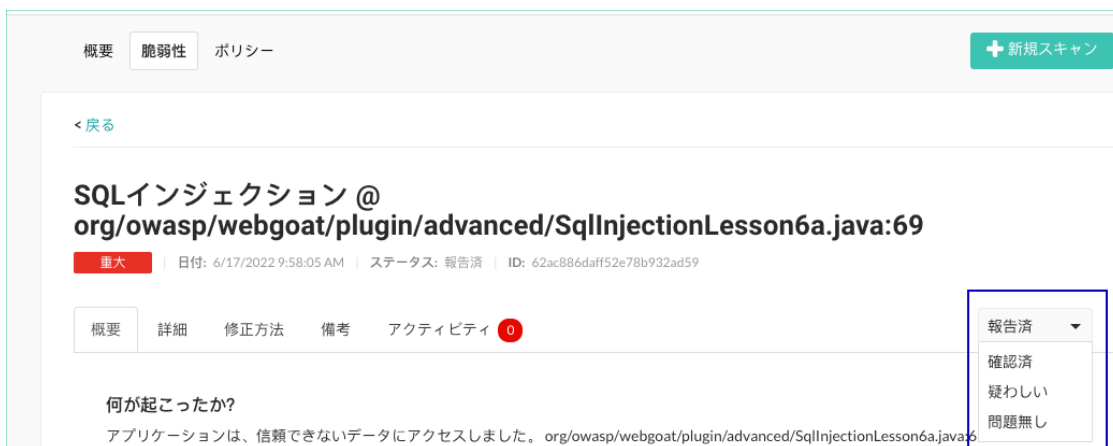 概要 脆弱性 ポリシー
新規スキャン
<戻る
SQLインジェクション @
org/owasp/webgoat/plugin/advanced/SqlInjectionLesson6a.java:69
重大 日付: 6/17/2022 9:58:05 AM ステータス: 報告済 ID: 62ac886daff52e78b932ad59
概要 詳細 修正方法 備考 アクティビティ 0
報告済
確認済
疑わしい
問題無し
何が起こったか?
アプリケーションは、信頼できないデータにアクセスしました。 org/owasp/webgoat/plugin/advanced/SqlInjectionLesson6a.java:6